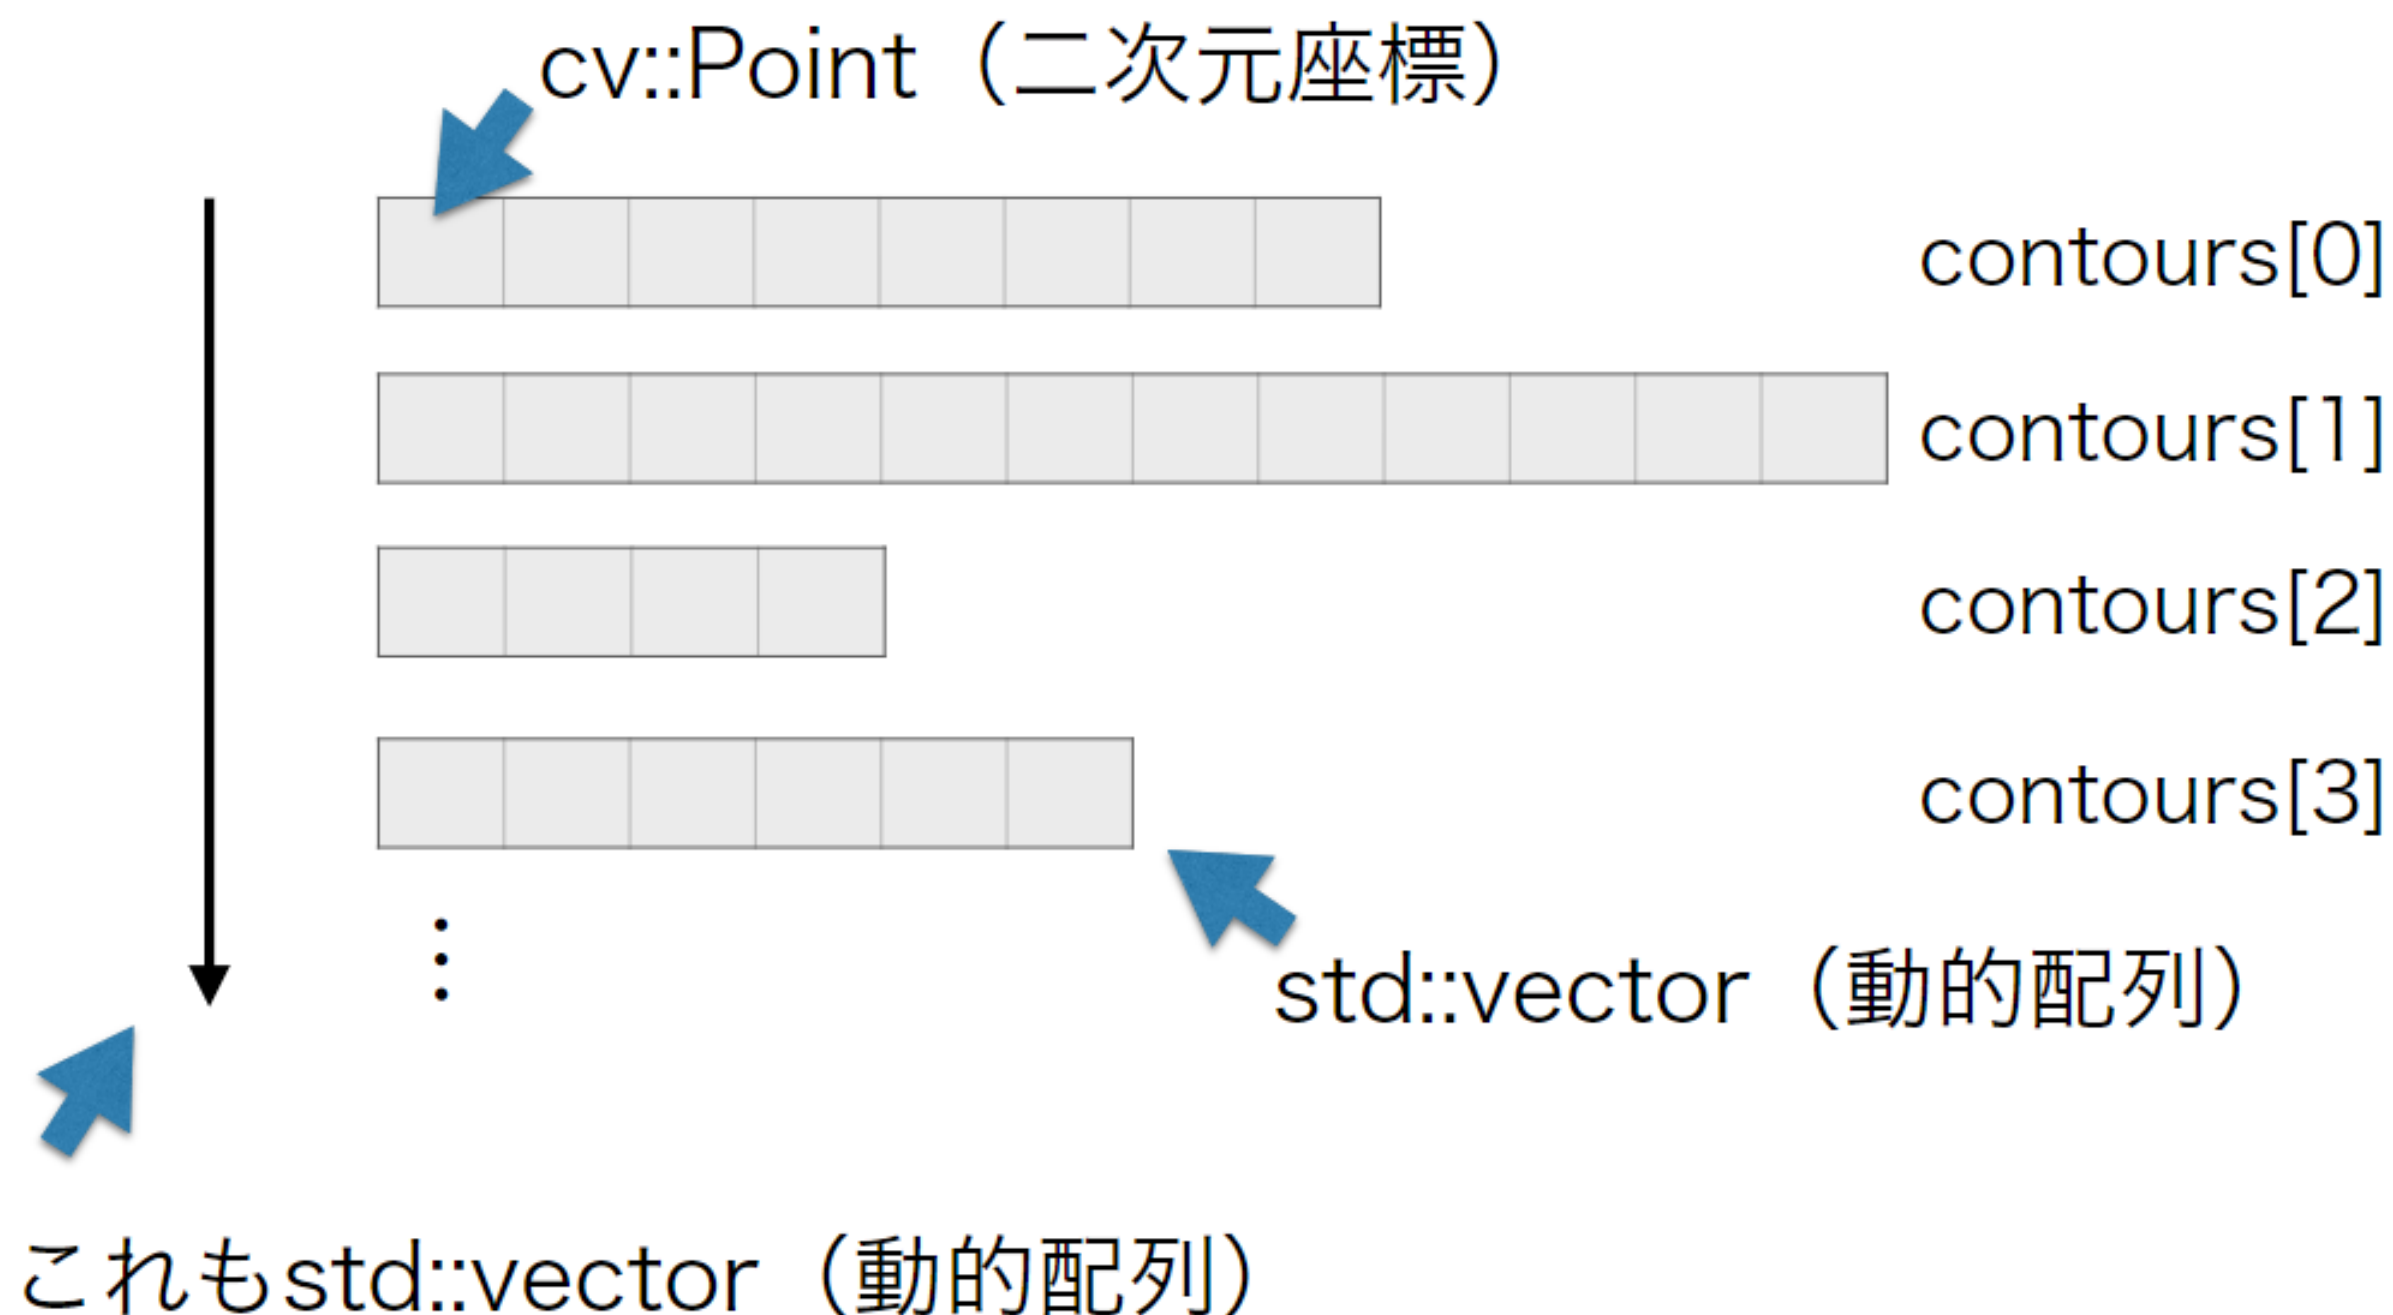 cv::Point（二次元座標）
contours[0]
contours[1]
contours[2]
contours[3]
std::vector（動的配列）
これもstd::vector（動的配列）